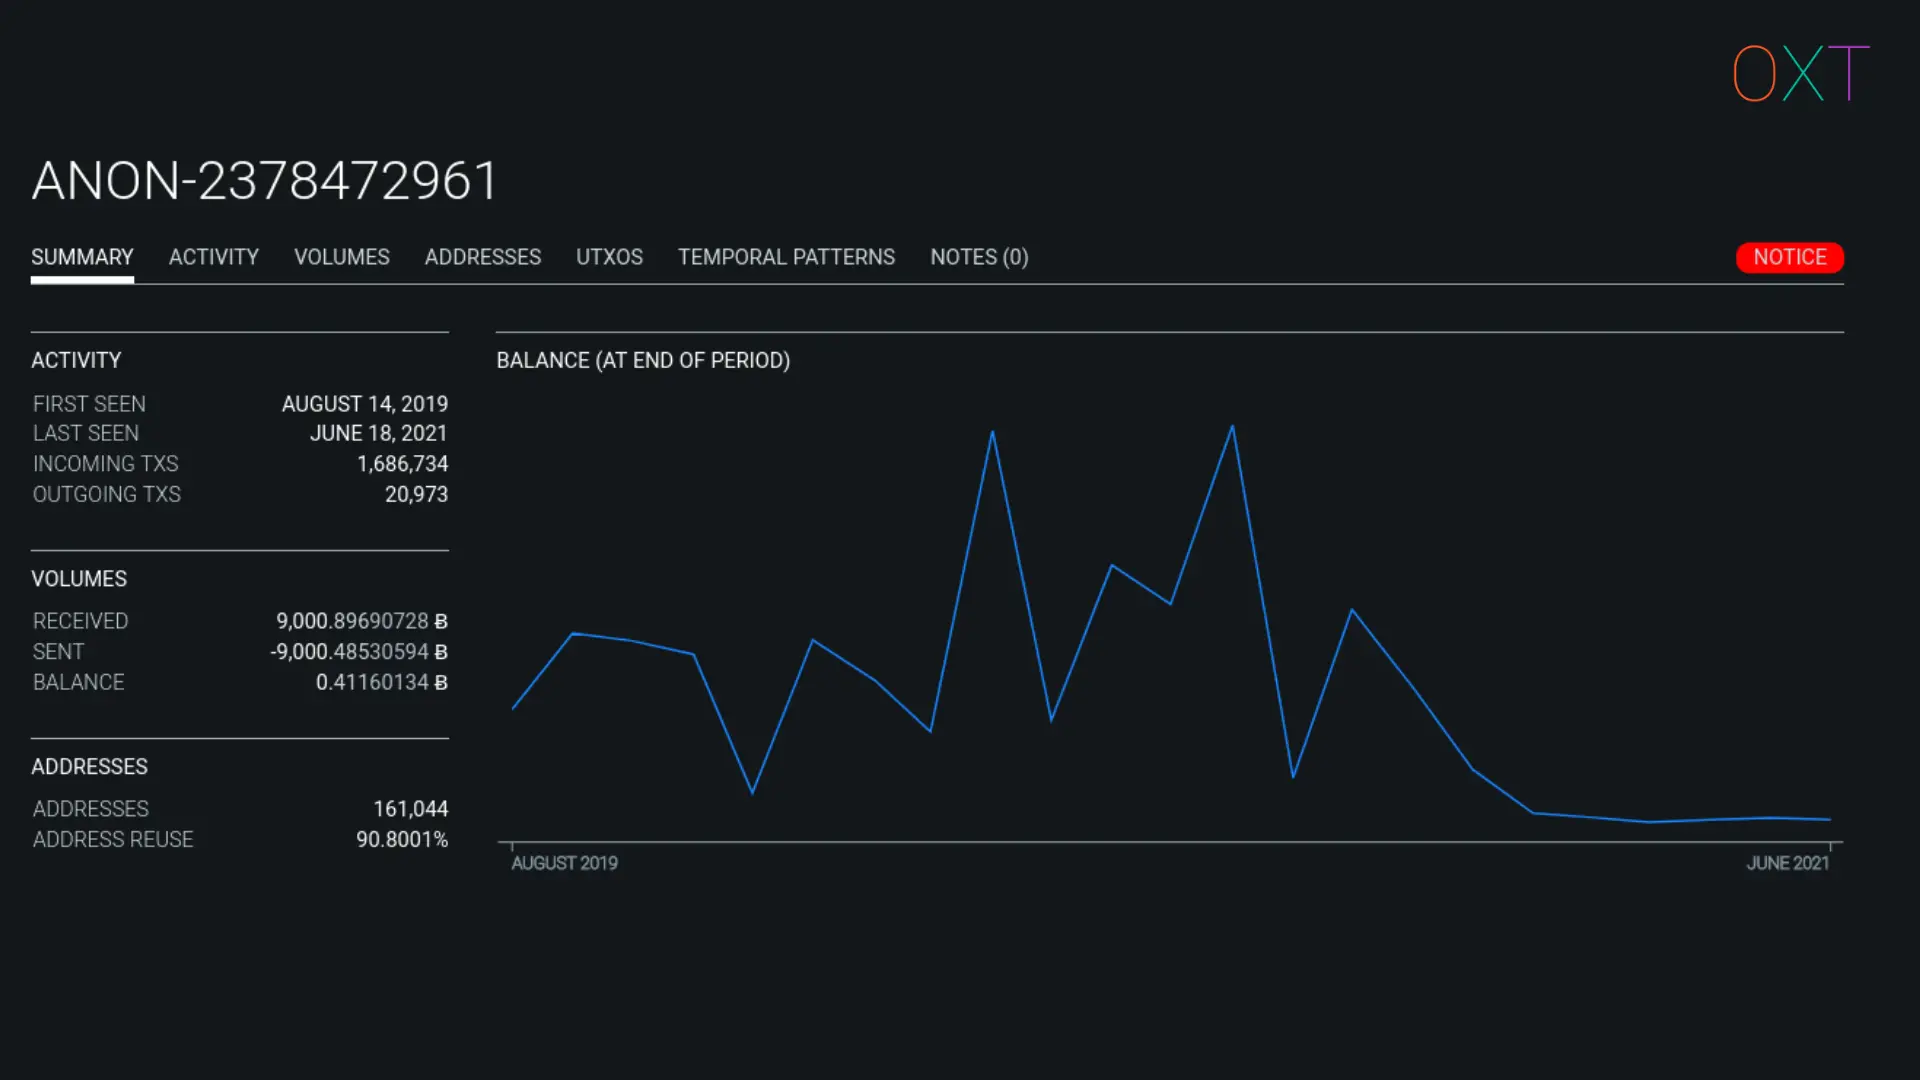 OXT
ANON-2378472961
SUMMARY ACTIVITY VOLUMES ADDRESSES UTXOS TEMPORAL PATTERNS NOTES (0) NOTICE
ACTIVITY
FIRST SEEN AUGUST 14, 2019
LAST SEEN JUNE 18, 2021
INCOMING TXS 1,686,734
OUTGOING TXS 20,973
VOLUMES
RECEIVED 9,000.89690728 Ƀ
SENT -9,000.48530594 Ƀ
BALANCE 0.41160134 Ƀ
ADDRESSES
ADDRESSES 161,044
ADDRESS REUSE 90.8001%
BALANCE (AT END OF PERIOD)
AUGUST 2019 JUNE 2021